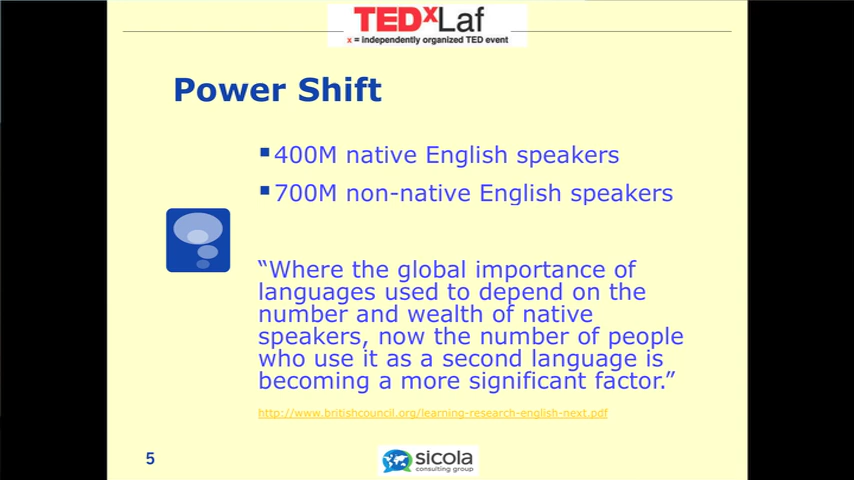 TEDxLaf
x = independently organized TED event
Power Shift
▪400M native English speakers
▪700M non-native English speakers
“Where the global importance of
languages used to depend on the
number and wealth of native
speakers, now the number of people
who use it as a second language is
becoming a more significant factor.”
http://www.britishcouncil.org/learning-research-english-next.pdf
5
sicola
consulting group